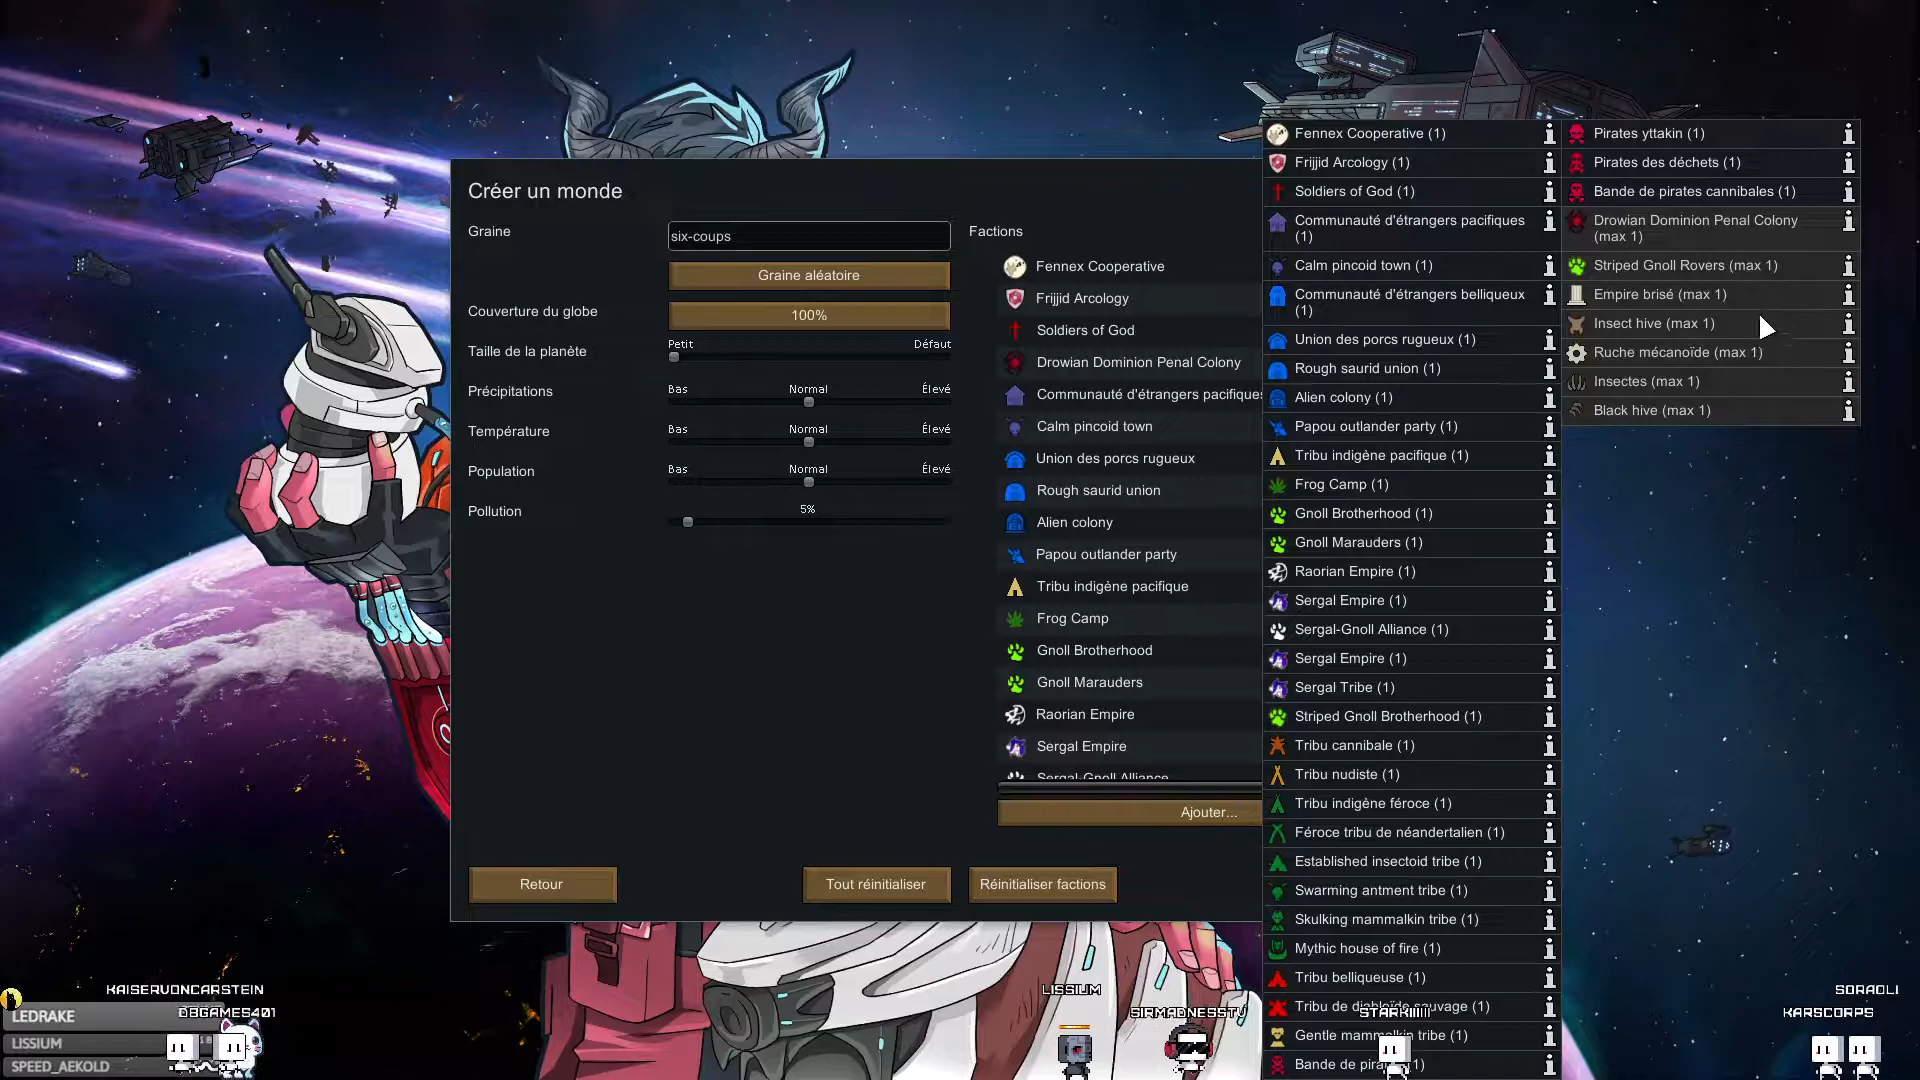 Créer un monde
Graine
six-coups
Graine aléatoire
Couverture du globe
100%
Taille de la planète
Petit
Défaut
Précipitations
Bas
Normal
Élevé
Température
Bas
Normal
Élevé
Population
Bas
Normal
Élevé
Pollution
5%
Factions
Fennex Cooperative
Frijjid Arcology
Soldiers of God
Drowian Dominion Penal Colony
Communauté d'étrangers pacifiques
Calm pincoid town
Union des porcs rugueux
Rough saurid union
Alien colony
Papou outlander party
Tribu indigène pacifique
Frog Camp
Gnoll Brotherhood
Gnoll Marauders
Raorian Empire
Sergal Empire
Sergal-Gnoll Alliance
Ajouter...
Retour
Tout réinitialiser
Réinitialiser factions
Fennex Cooperative (1)
Frijjid Arcology (1)
Soldiers of God (1)
Communauté d'étrangers pacifiques
(1)
Calm pincoid town (1)
Communauté d'étrangers belliqueux
(1)
Union des porcs rugueux (1)
Rough saurid union (1)
Alien colony (1)
Papou outlander party (1)
Tribu indigène pacifique (1)
Frog Camp (1)
Gnoll Brotherhood (1)
Gnoll Marauders (1)
Raorian Empire (1)
Sergal Empire (1)
Sergal-Gnoll Alliance (1)
Sergal Empire (1)
Sergal Tribe (1)
Striped Gnoll Brotherhood (1)
Tribu cannibale (1)
Tribu nudiste (1)
Tribu indigène féroce (1)
Féroce tribu de néandertalien (1)
Established insectoid tribe (1)
Swarming antment tribe (1)
Skulking mammalkin tribe (1)
Mythic house of fire (1)
Tribu belliqueuse (1)
Tribu de diabloïde sauvage (1)
Gentle mammalkin tribe (1)
Bande de (1)
Pirates yttakin (1)
Pirates des déchets (1)
Bande de pirates cannibales (1)
Drowian Dominion Penal Colony
(max 1)
Striped Gnoll Rovers (max 1)
Empire brisé (max 1)
Insect hive (max 1)
Ruche mécanoïde (max 1)
Insectes (max 1)
Black hive (max 1)
KAISERVONCARSTEIN
DBGAMES401
LEDRAKE
LISSIUM
SPEED_AEKOLD
LISSIUM
SIRMADNESSTV
SORAOLI
KARSCORPS